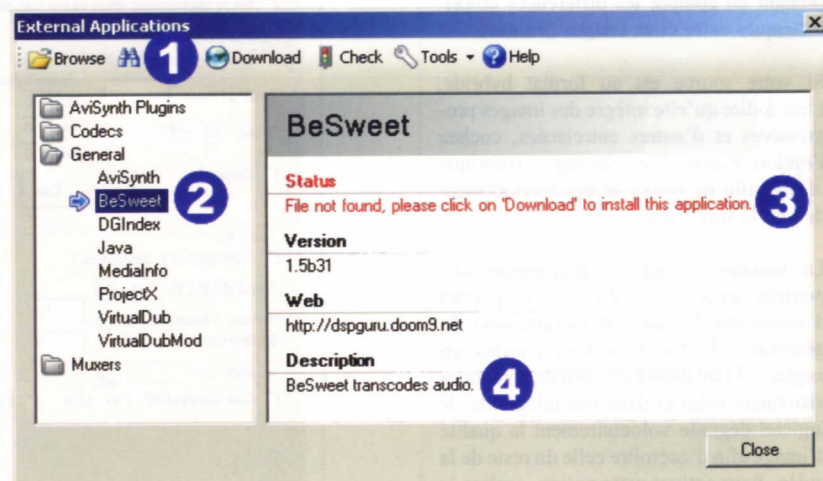 External Applications
Browse 1 Download Check Tools Help
AviSynth Plugins
Codecs
General
AviSynth
BeSweet 2
DGIndex
Java
MediaInfo
ProjectX
VirtualDub
VirtualDubMod
Muxers
BeSweet
Status
File not found, please click on 'Download' to install this application. 3
Version
1.5b31
Web
http://dspguru.doom9.net
Description
BeSweet transcodes audio. 4
Close